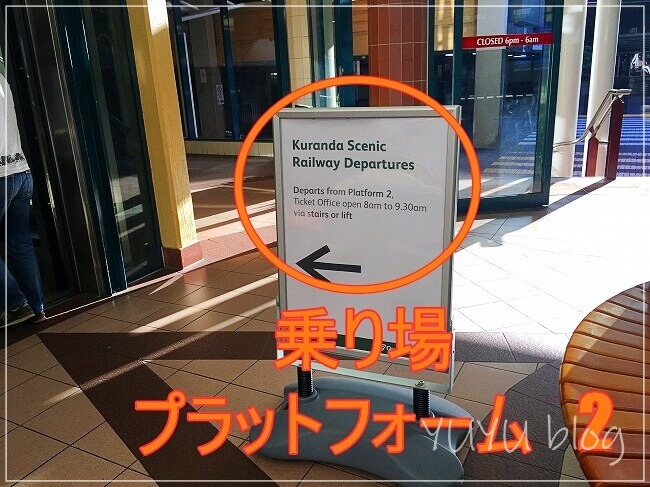 CLOSED 6pm - 6am
Kuranda Scenic
Railway Departures
Departs from Platform 2,
Ticket Office open 8am to 9.30am
via stairs or lift
乗り場
プラットフォーム 2
YUYU blog